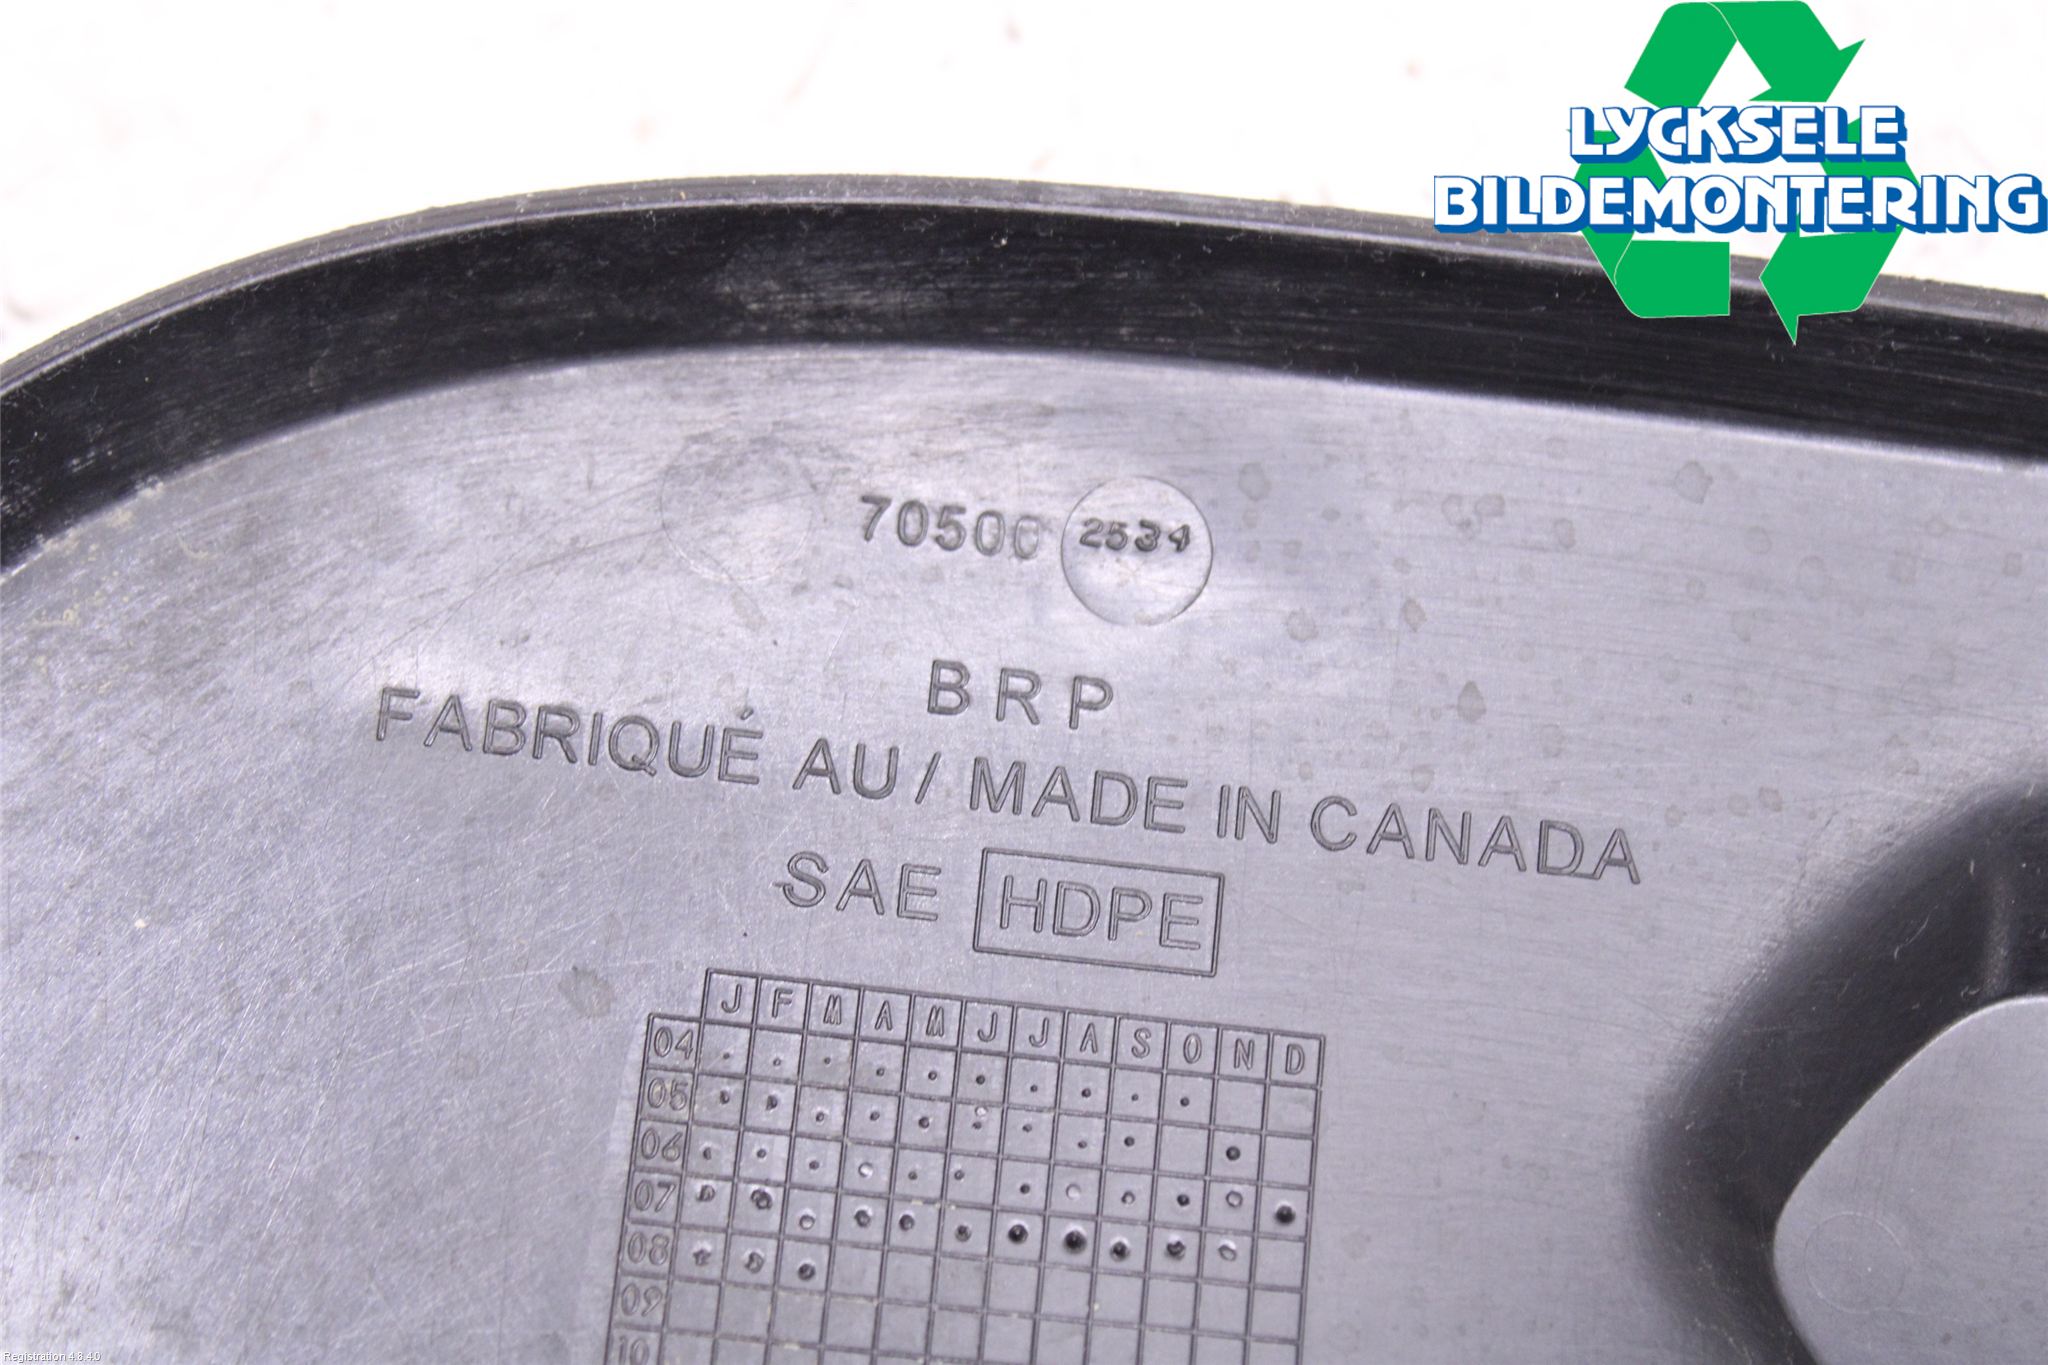 LYCKSELE
BILDEMONTERING
70500 2534
BRP
FABRIQUÉ AU / MADE IN CANADA
SAE HDPE
J F M A M J J A S O N D
04
05
06
07
08
09
10
Registration 4.8.4.0